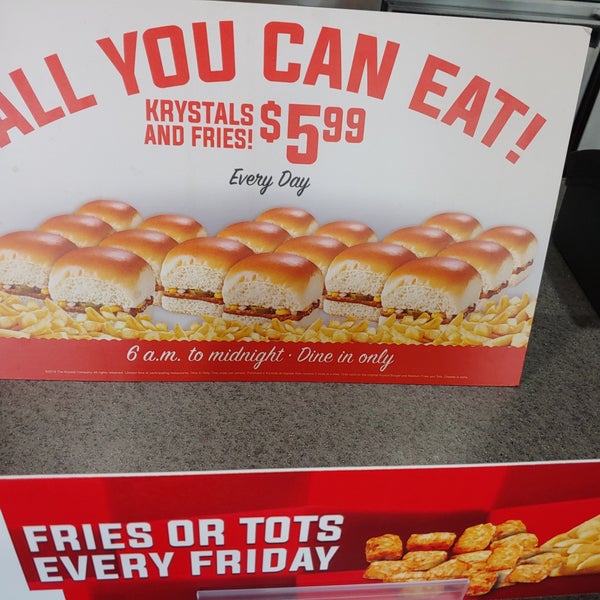 ALL YOU CAN EAT!
KRYSTALS
AND FRIES!
$5.99
Every Day
6 a.m. to midnight · Dine in only
FRIES OR TOTS
EVERY FRIDAY